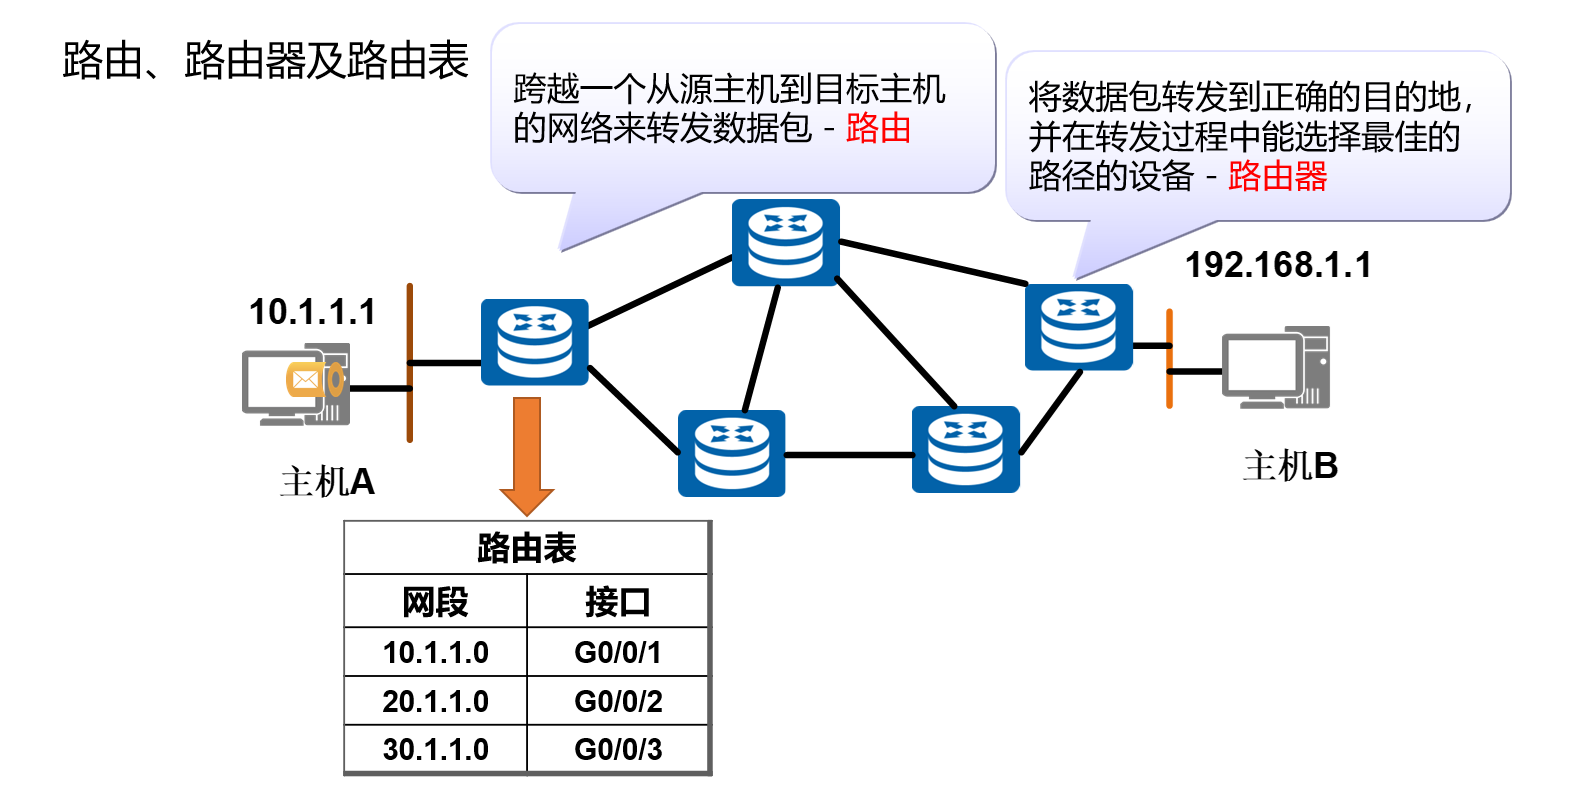 路由、路由器及路由表
跨越一个从源主机到目标主机
的网络来转发数据包 - 路由
将数据包转发到正确的目的地,
并在转发过程中能选择最佳的
路径的设备 - 路由器
192.168.1.1
10.1.1.1
主机A
主机B
路由表
网段 接口
10.1.1.0 G0/0/1
20.1.1.0 G0/0/2
30.1.1.0 G0/0/3